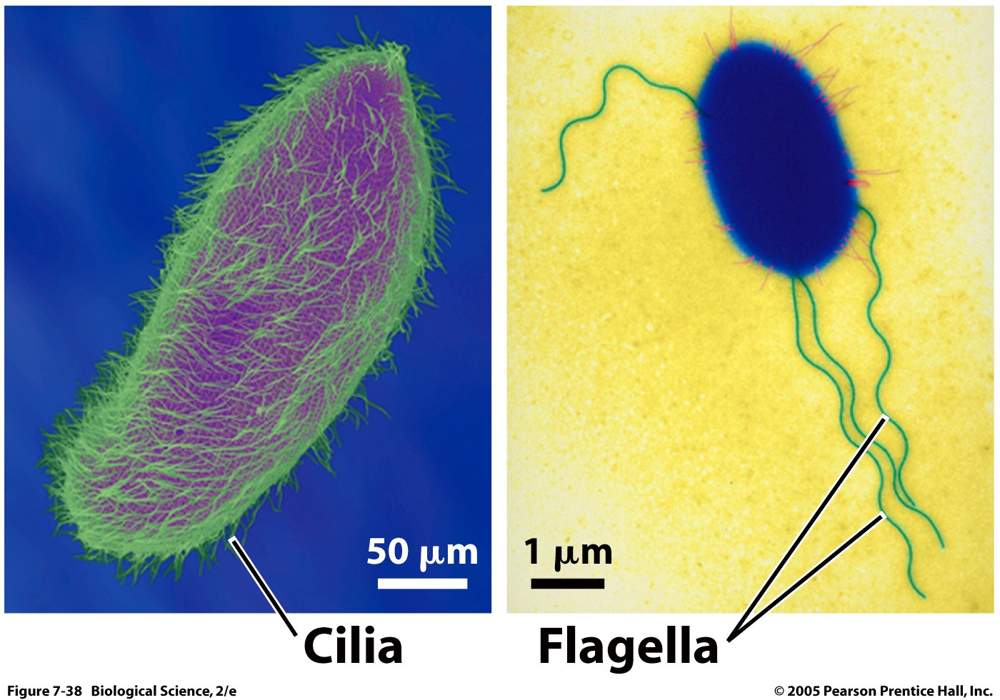 50 μm
1 μm
Cilia
Flagella
Figure 7-38 Biological Science, 2/e
© 2005 Pearson Prentice Hall, Inc.